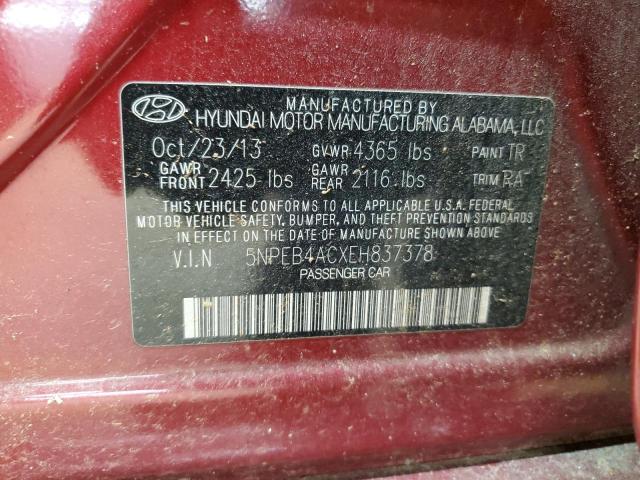 MANUFACTURED BY
HYUNDAI MOTOR MANUFACTURING ALABAMA, LLC
Oct/23/13 GVWR 4365 lbs PAINT TR
GAWR FRONT 2425 lbs GAWR REAR 2116 lbs TRIM RA
THIS VEHICLE CONFORMS TO ALL APPLICABLE U.S.A. FEDERAL
MOTOR VEHICLE SAFETY, BUMPER, AND THEFT PREVENTION
STANDARDS IN EFFECT ON THE DATE OF MANUFACTURE SHOWN ABOVE.
V.I.N 5NPEB4ACXEH837378
PASSENGER CAR